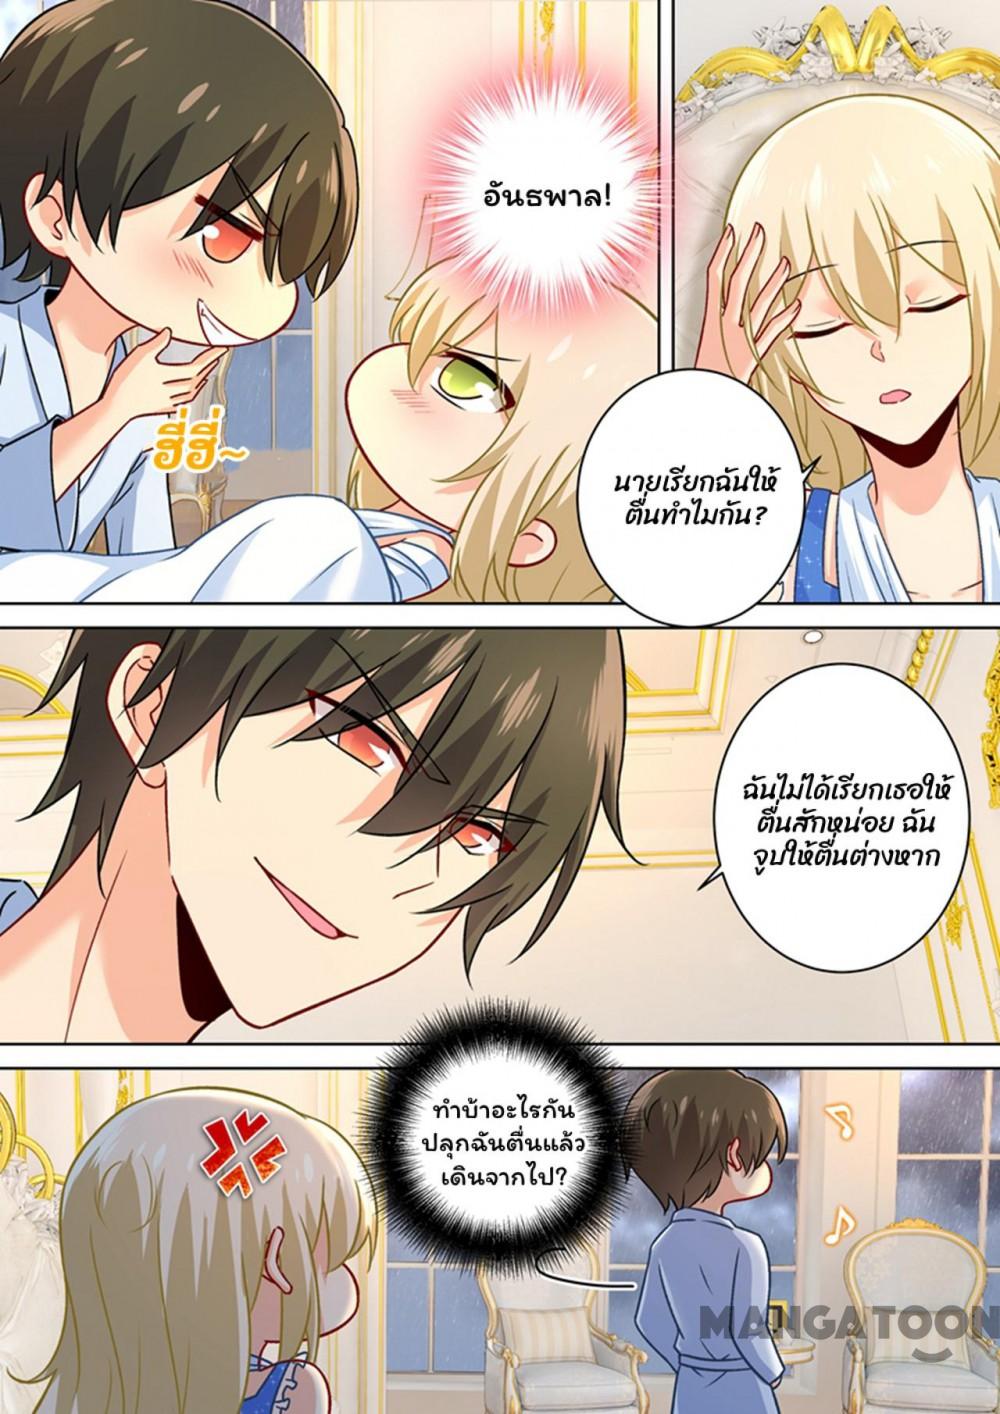 อันธพาล!
ฮี่ฮี่~
นายเรียกฉันให้
ตื่นทำไมกัน?
ฉันไม่ได้เรียกเธอให้
ตื่นสักหน่อย ฉัน
จูบให้ตื่นต่างหาก
ทำบ้าอะไรกัน
ปลุกฉันตื่นแล้ว
เดินจากไป?
MANGATOON